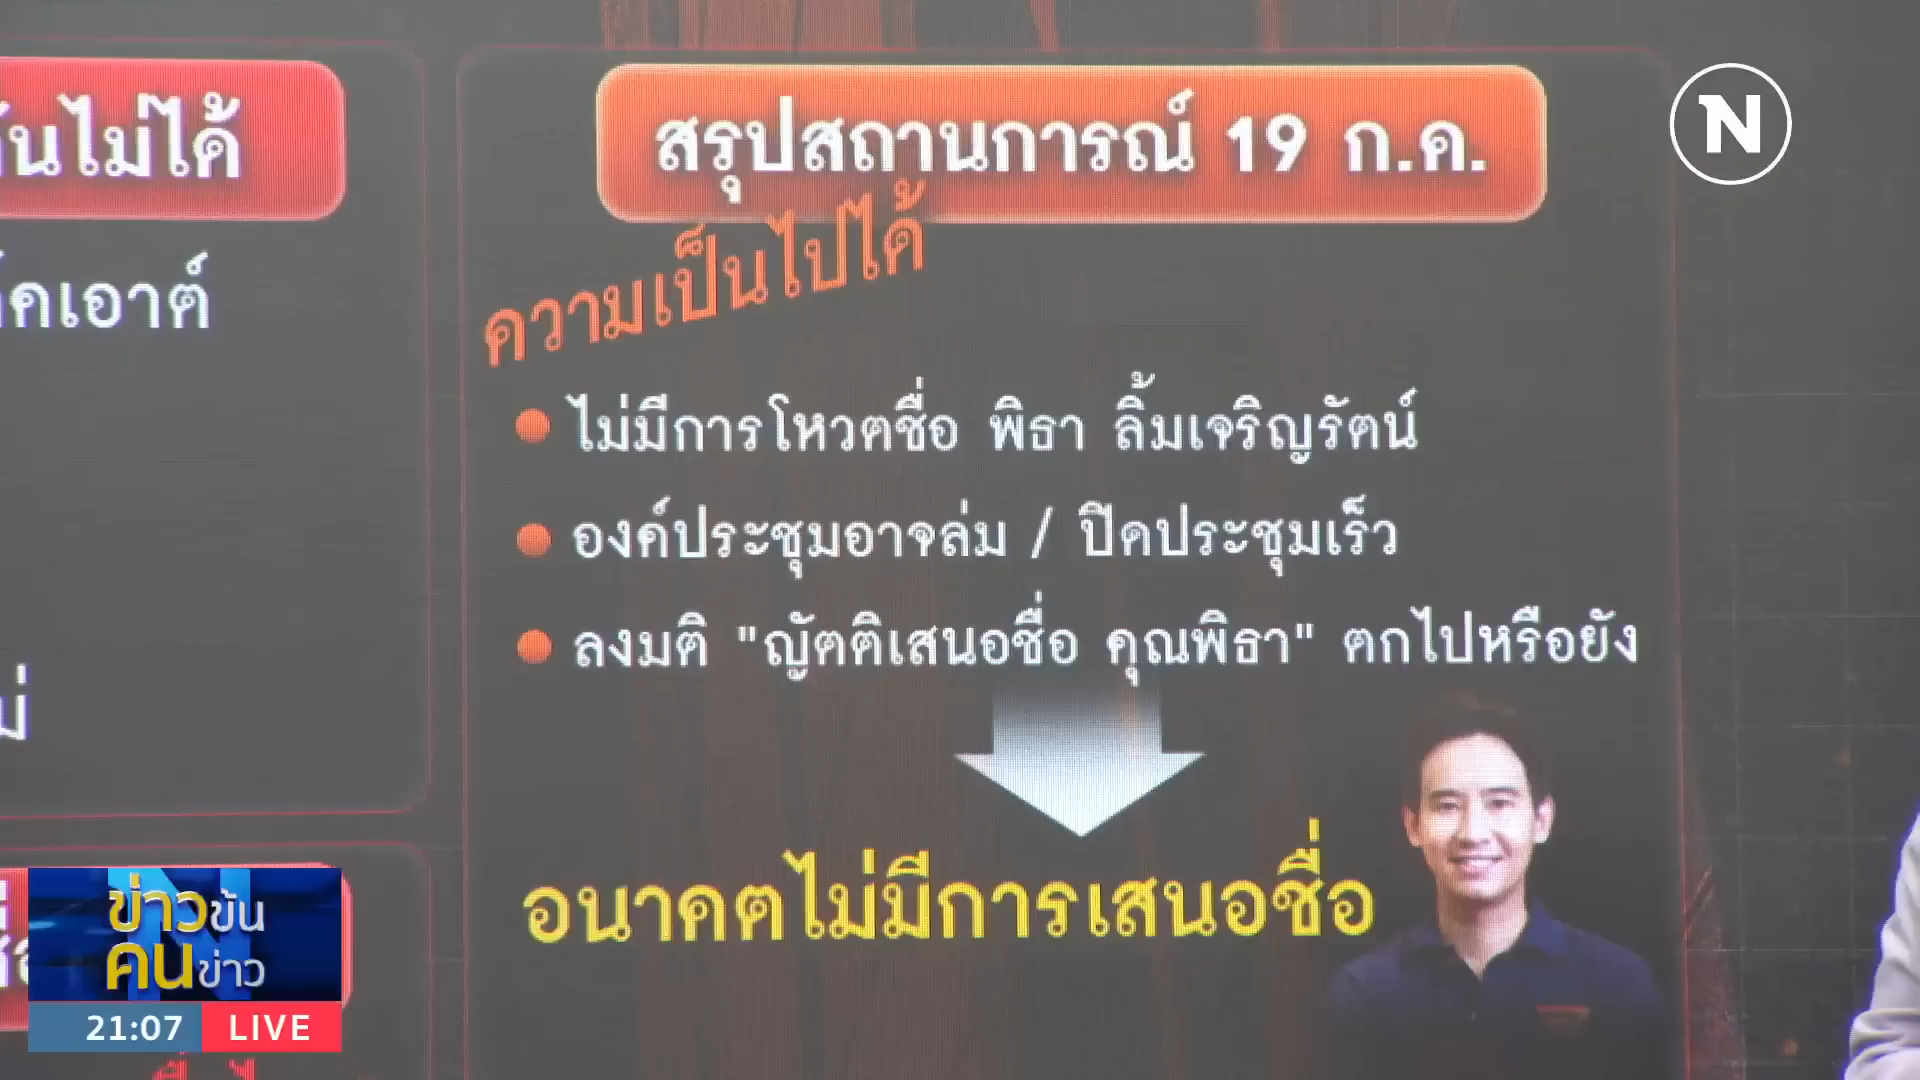 ันไม่ได้
คเอาต์
ม่
สรุปสถานการณ์ 19 ก.ค.
ความเป็นไปได้
ไม่มีการโหวตชื่อ พิธา ลิ้มเจริญรัตน์
องค์ประชุมอาจล่ม / ปิดประชุมเร็ว
ลงมติ "ญัตติเสนอชื่อ คุณพิธา" ตกไปหรือยัง
อนาคตไม่มีการเสนอชื่อ
N
ข่าวข้น
คนข่าว
21:07 LIVE